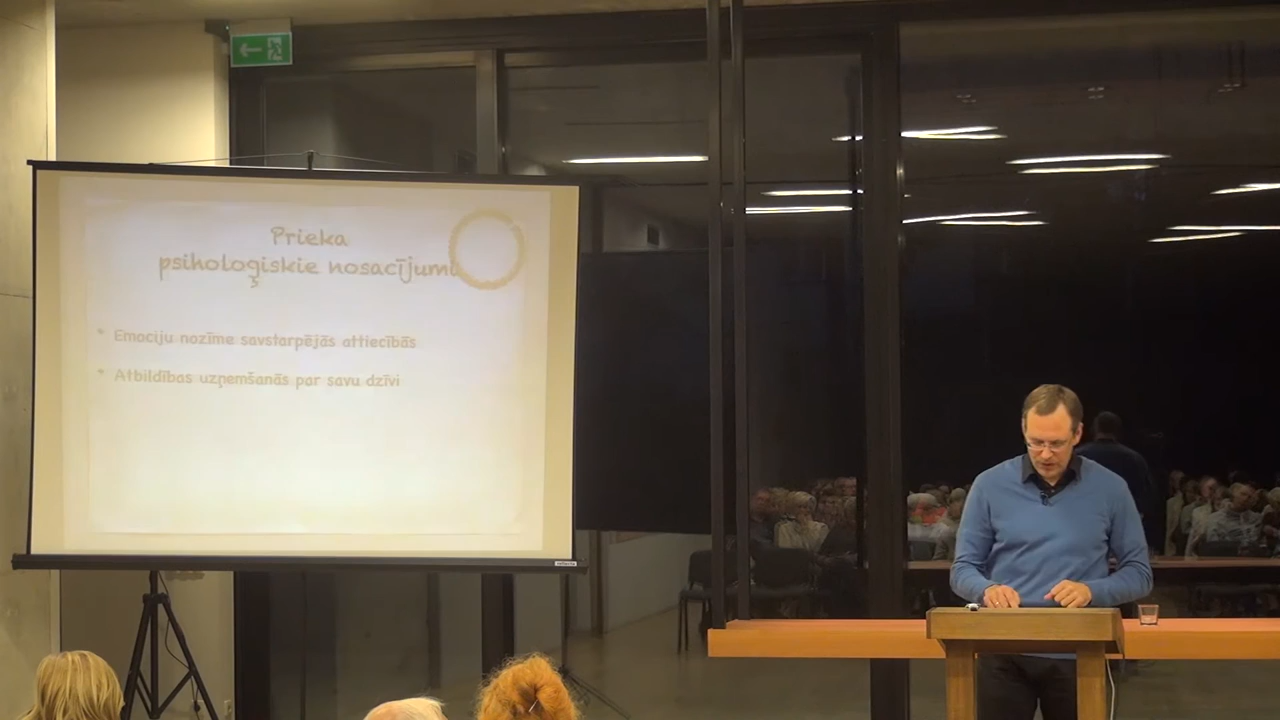 Prieka
psiholoģiskie nosacījumi
* Emociju nozīme savstarpējās attiecībās
* Atbildības uzņemšanās par savu dzīvi